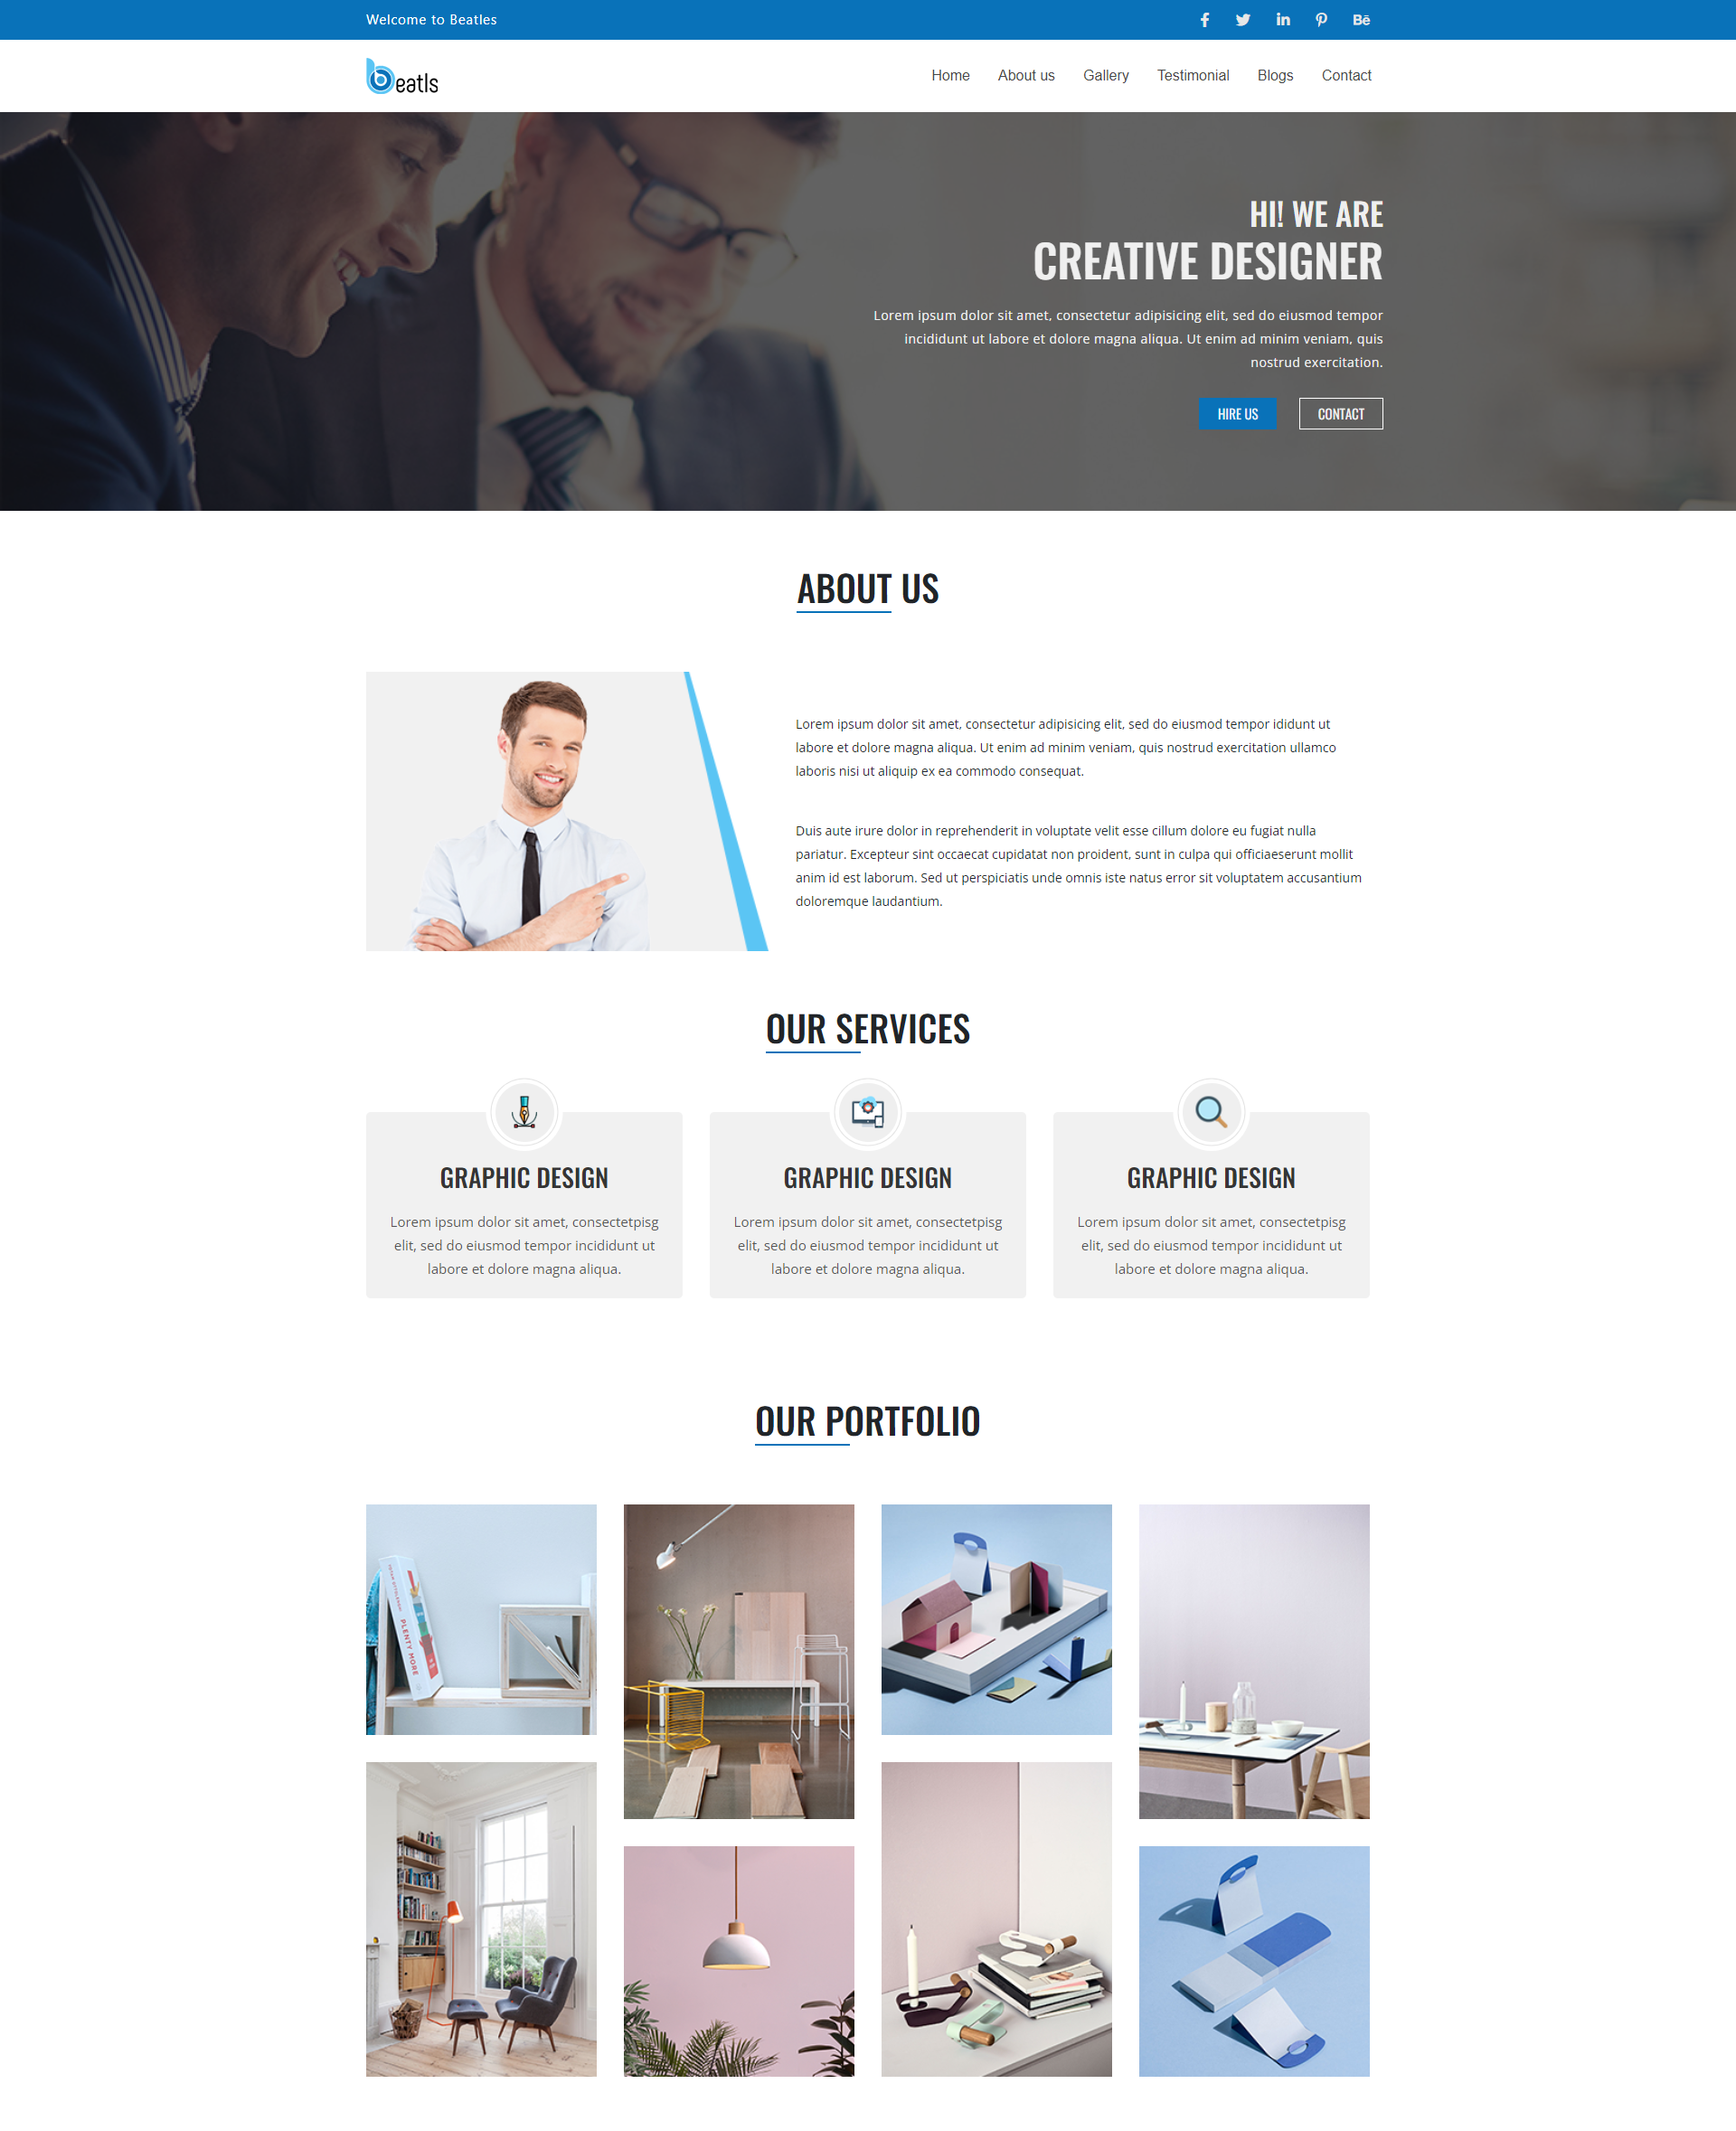 Welcome to Beatles
beatls
Home About us Gallery Testimonial Blogs Contact
HI! WE ARE
CREATIVE DESIGNER
Lorem ipsum dolor sit amet, consectetur adipisicing elit, sed do eiusmod tempor
incididunt ut labore et dolore magna aliqua. Ut enim ad minim veniam, quis
nostrud exercitation.
HIRE US CONTACT
ABOUT US
Lorem ipsum dolor sit amet, consectetur adipisicing elit, sed do eiusmod tempor ididunt ut
labore et dolore magna aliqua. Ut enim ad minim veniam, quis nostrud exercitation ullamco
laboris nisi ut aliquip ex ea commodo consequat.
Duis aute irure dolor in reprehenderit in voluptate velit esse cillum dolore eu fugiat nulla
pariatur. Excepteur sint occaecat cupidatat non proident, sunt in culpa qui officiaeserunt mollit
anim id est laborum. Sed ut perspiciatis unde omnis iste natus error sit voluptatem accusantium
doloremque laudantium.
OUR SERVICES
GRAPHIC DESIGN
Lorem ipsum dolor sit amet, consectetpisg
elit, sed do eiusmod tempor incididunt ut
labore et dolore magna aliqua.
GRAPHIC DESIGN
Lorem ipsum dolor sit amet, consectetpisg
elit, sed do eiusmod tempor incididunt ut
labore et dolore magna aliqua.
GRAPHIC DESIGN
Lorem ipsum dolor sit amet, consectetpisg
elit, sed do eiusmod tempor incididunt ut
labore et dolore magna aliqua.
OUR PORTFOLIO
PLENTY MORE